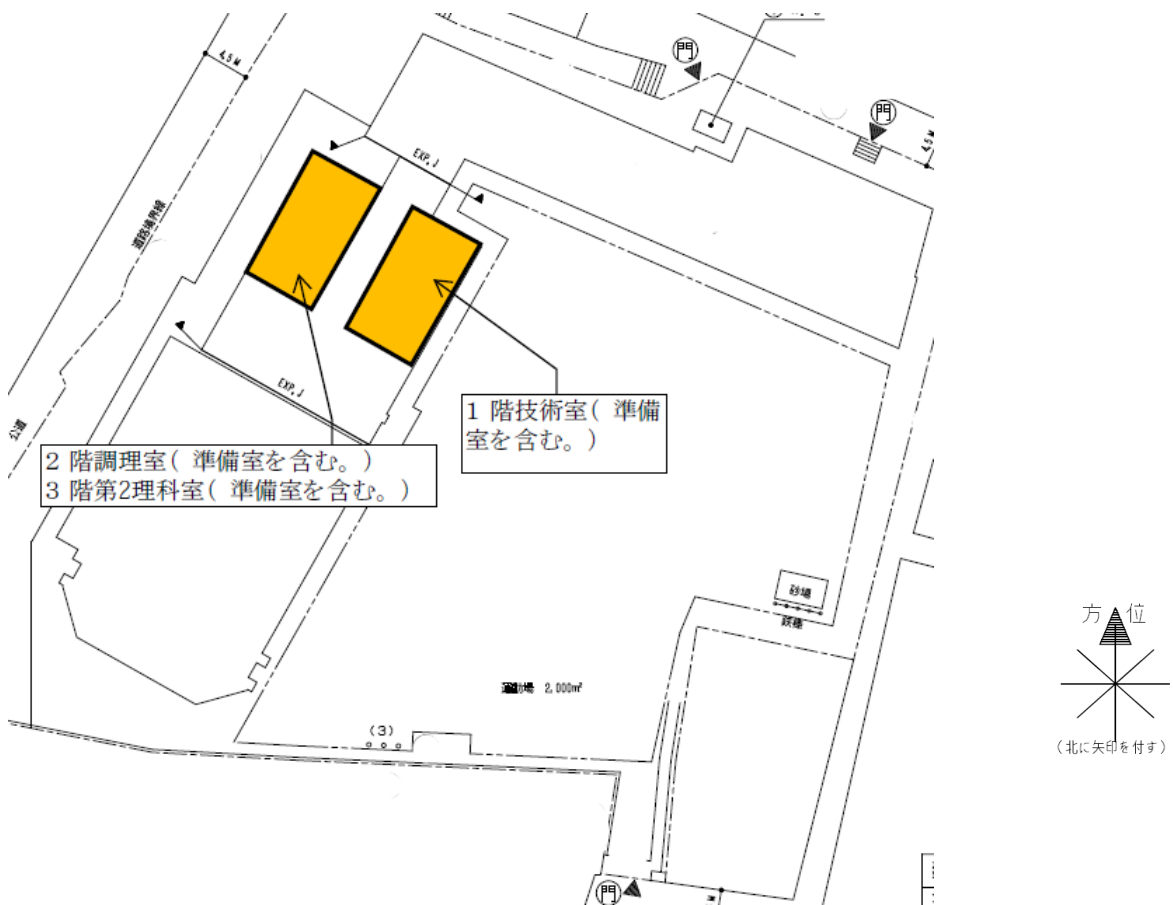 門
4.5 M
門
4.5 M
EXP.J
道路境界線
EXP.J
公道
1 階技術室( 準備
室を含む。)
2 階調理室( 準備室を含む。)
3 階第2理科室( 準備室を含む。)
砂場
鉄棒
方 位
運動場 2,000㎡
(3)
(北に矢印を付す)
門
M